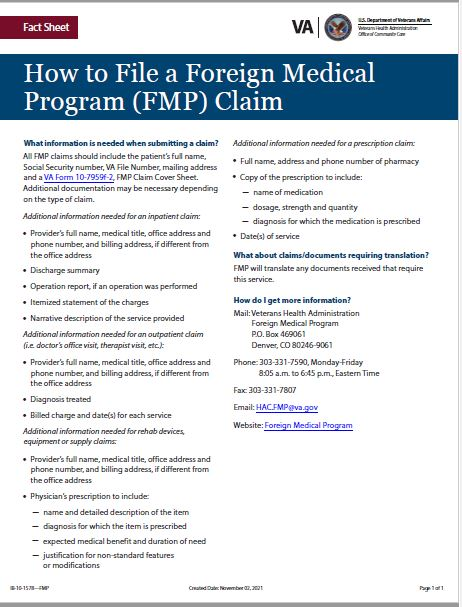 Fact Sheet
VA
U.S. Department of Veterans Affairs
Veterans Health Administration
Office of Community Care
How to File a Foreign Medical
Program (FMP) Claim
What information is needed when submitting a claim?
All FMP claims should include the patient's full name,
Social Security number, VA File Number, mailing address
and a VA Form 10-7959f-2, FMP Claim Cover Sheet.
Additional documentation may be necessary depending
on the type of claim.
Additional information needed for an inpatient claim:
• Provider's full name, medical title, office address and
phone number, and billing address, if different from
the office address
• Discharge summary
• Operation report, if an operation was performed
• Itemized statement of the charges
• Narrative description of the service provided
Additional information needed for an outpatient claim
(i.e. doctor's office visit, therapist visit, etc.):
• Provider's full name, medical title, office address and
phone number, and billing address, if different from
the office address
• Diagnosis treated
• Billed charge and date(s) for each service
Additional information needed for rehab devices,
equipment or supply claims:
• Provider's full name, medical title, office address and
phone number, and billing address, if different from
the office address
• Physician's prescription to include:
— name and detailed description of the item
— diagnosis for which the item is prescribed
— expected medical benefit and duration of need
— justification for non-standard features
or modifications
Additional information needed for a prescription claim:
• Full name, address and phone number of pharmacy
• Copy of the prescription to include:
— name of medication
— dosage, strength and quantity
— diagnosis for which the medication is prescribed
• Date(s) of service
What about claims/documents requiring translation?
FMP will translate any documents received that require
this service.
How do I get more information?
Mail: Veterans Health Administration
Foreign Medical Program
P.O. Box 469061
Denver, CO 80246-9061
Phone: 303-331-7590, Monday-Friday
8:05 a.m. to 6:45 p.m., Eastern Time
Fax: 303-331-7807
Email: HAC.FMP@va.gov
Website: Foreign Medical Program
IB-10-1578—FMP
Created Date: November 02, 2021
Page 1 of 1